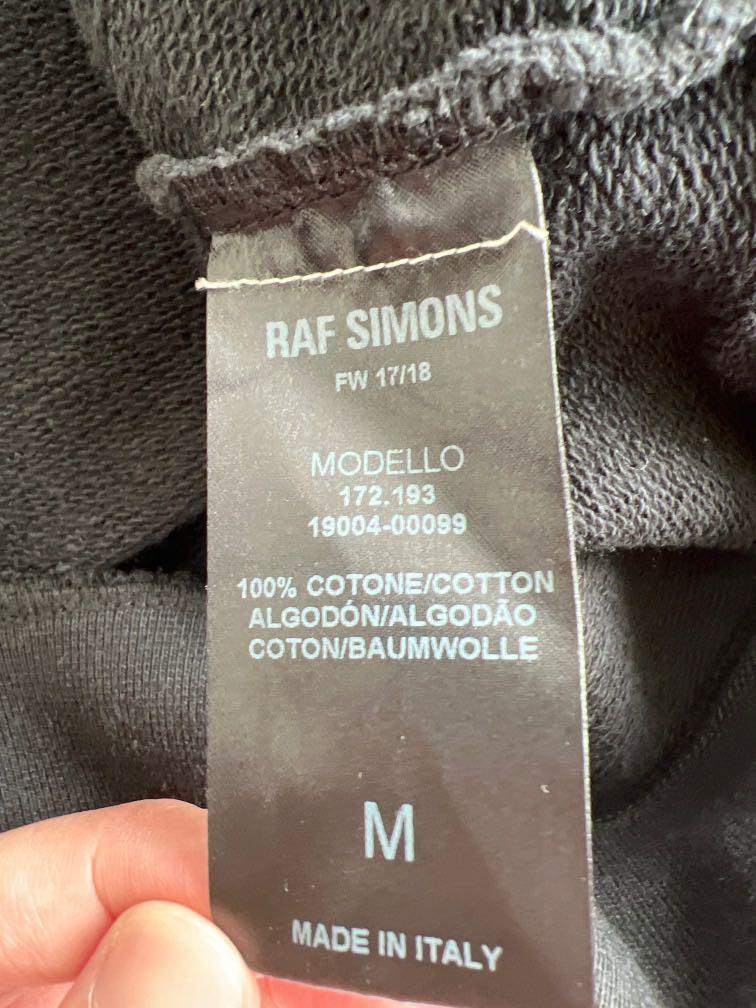 RAF SIMONS
FW 17/18
MODELLO
172.193
19004-00099
100% COTONE/COTTON
ALGODÓN/ALGODÃO
COTON/BAUMWOLLE
M
MADE IN ITALY